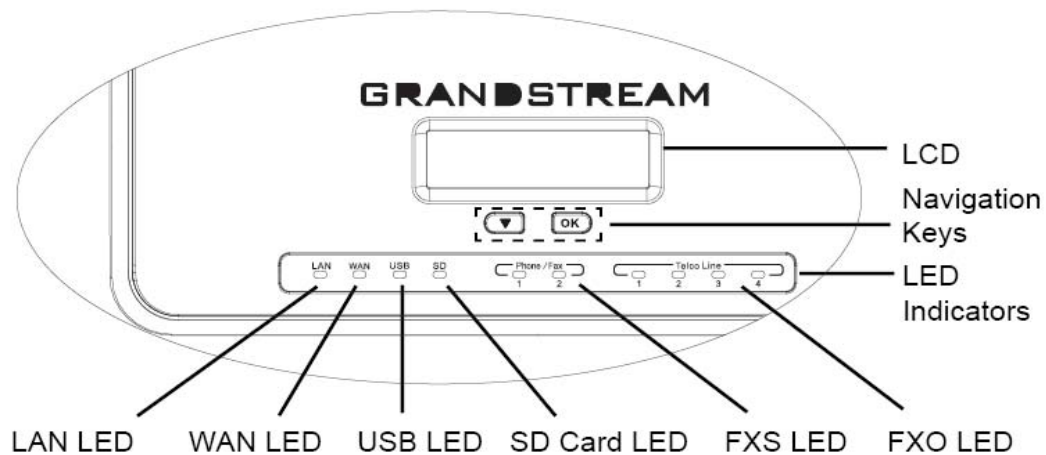 GRANDSTREAM
LCD
Navigation
Keys
OK
LED
Indicators
LAN WAN USB SD Phone / Fax Telco Line
1 2 1 2 3 4
LAN LED WAN LED USB LED SD Card LED FXS LED FXO LED